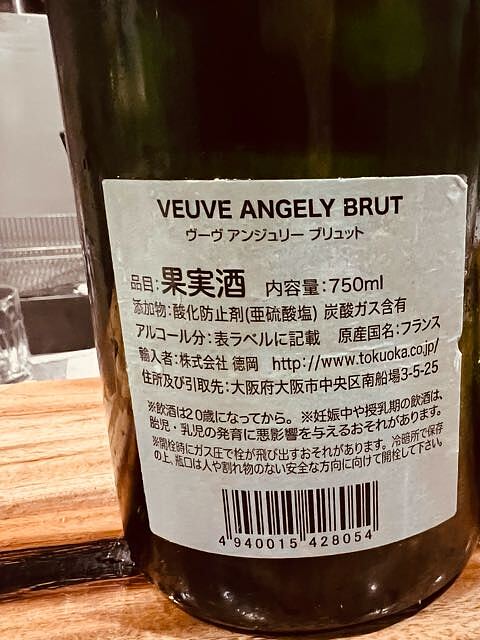 VEUVE ANGELY BRUT
ヴーヴ アンジュリー ブリュット
品目:果実酒 内容量:750ml
添加物:酸化防止剤(亜硫酸塩) 炭酸ガス含有
アルコール分:表ラベルに記載 原産国名:フランス
輸入者:株式会社 徳岡 http://www.tokuoka.co.jp/
住所及び引取先:大阪府大阪市中央区南船場3-5-25
※飲酒は20歳になってから。※妊娠中や授乳期の飲酒は、
胎児・乳児の発育に悪影響を与えるおそれがあります。
※開栓時にガス圧で栓が飛び出すおそれがあります。冷暗所で保存
の上、瓶口は人や割れ物のない安全な方向に向けて開栓して下さい。
4 940015 428054